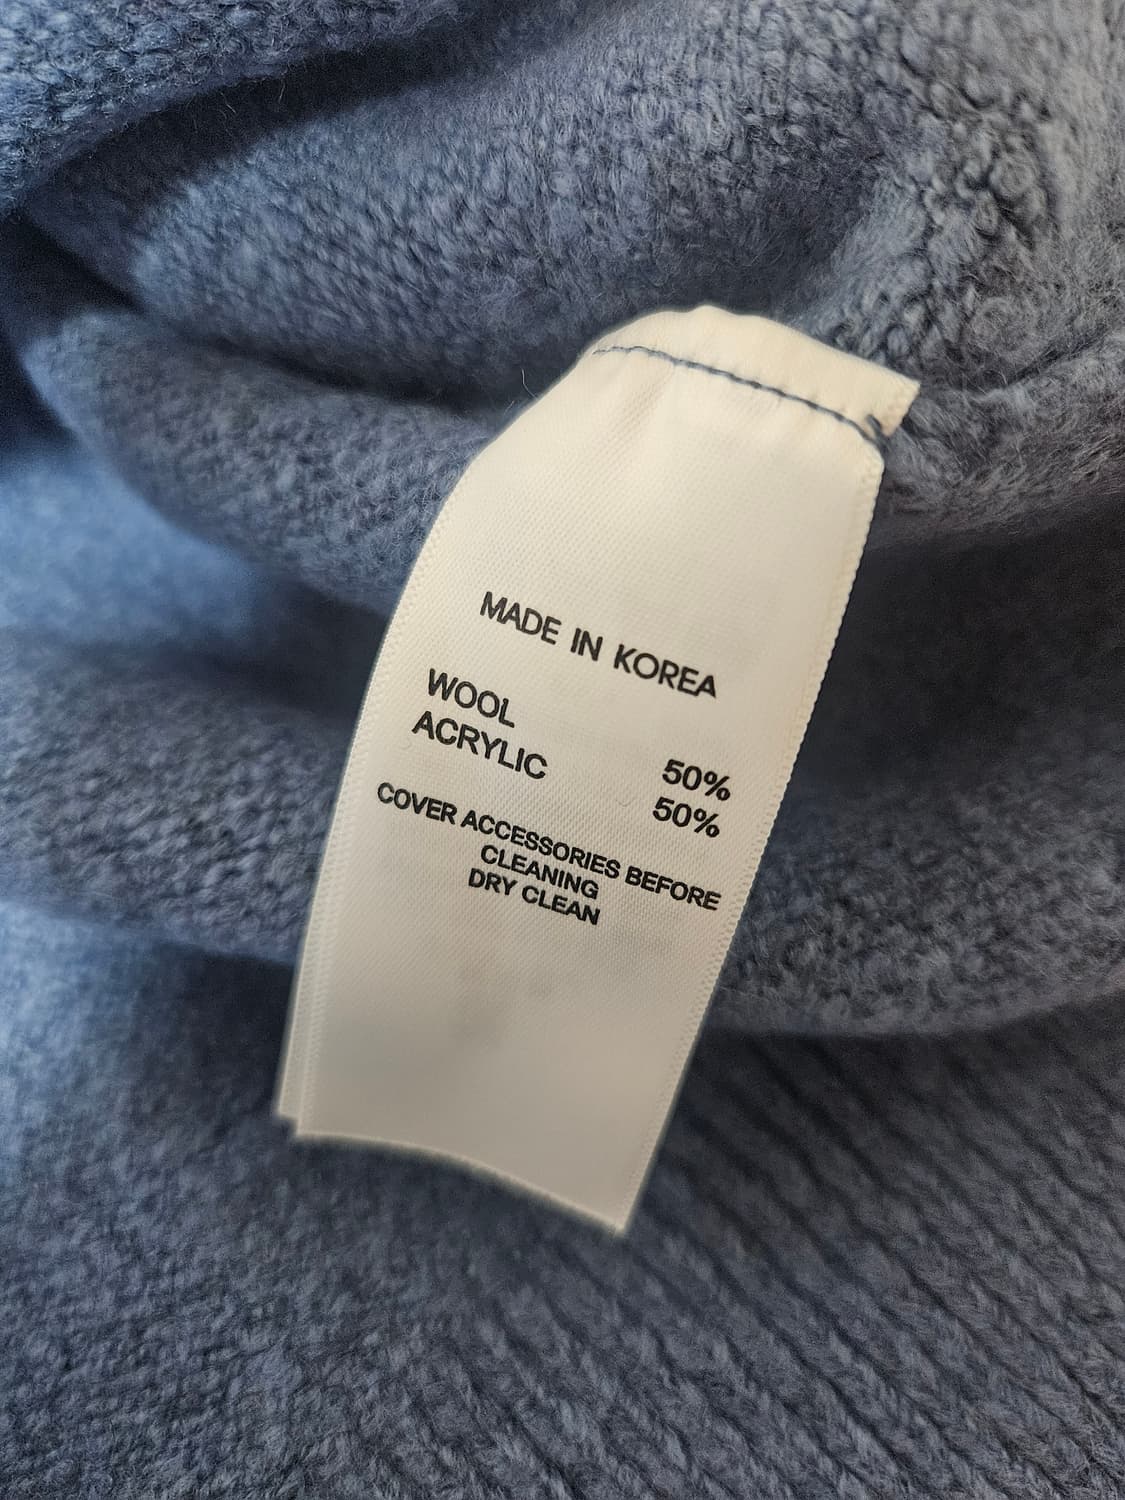 MADE IN KOREA
WOOL 50%
ACRYLIC 50%
COVER ACCESSORIES BEFORE
CLEANING
DRY CLEAN